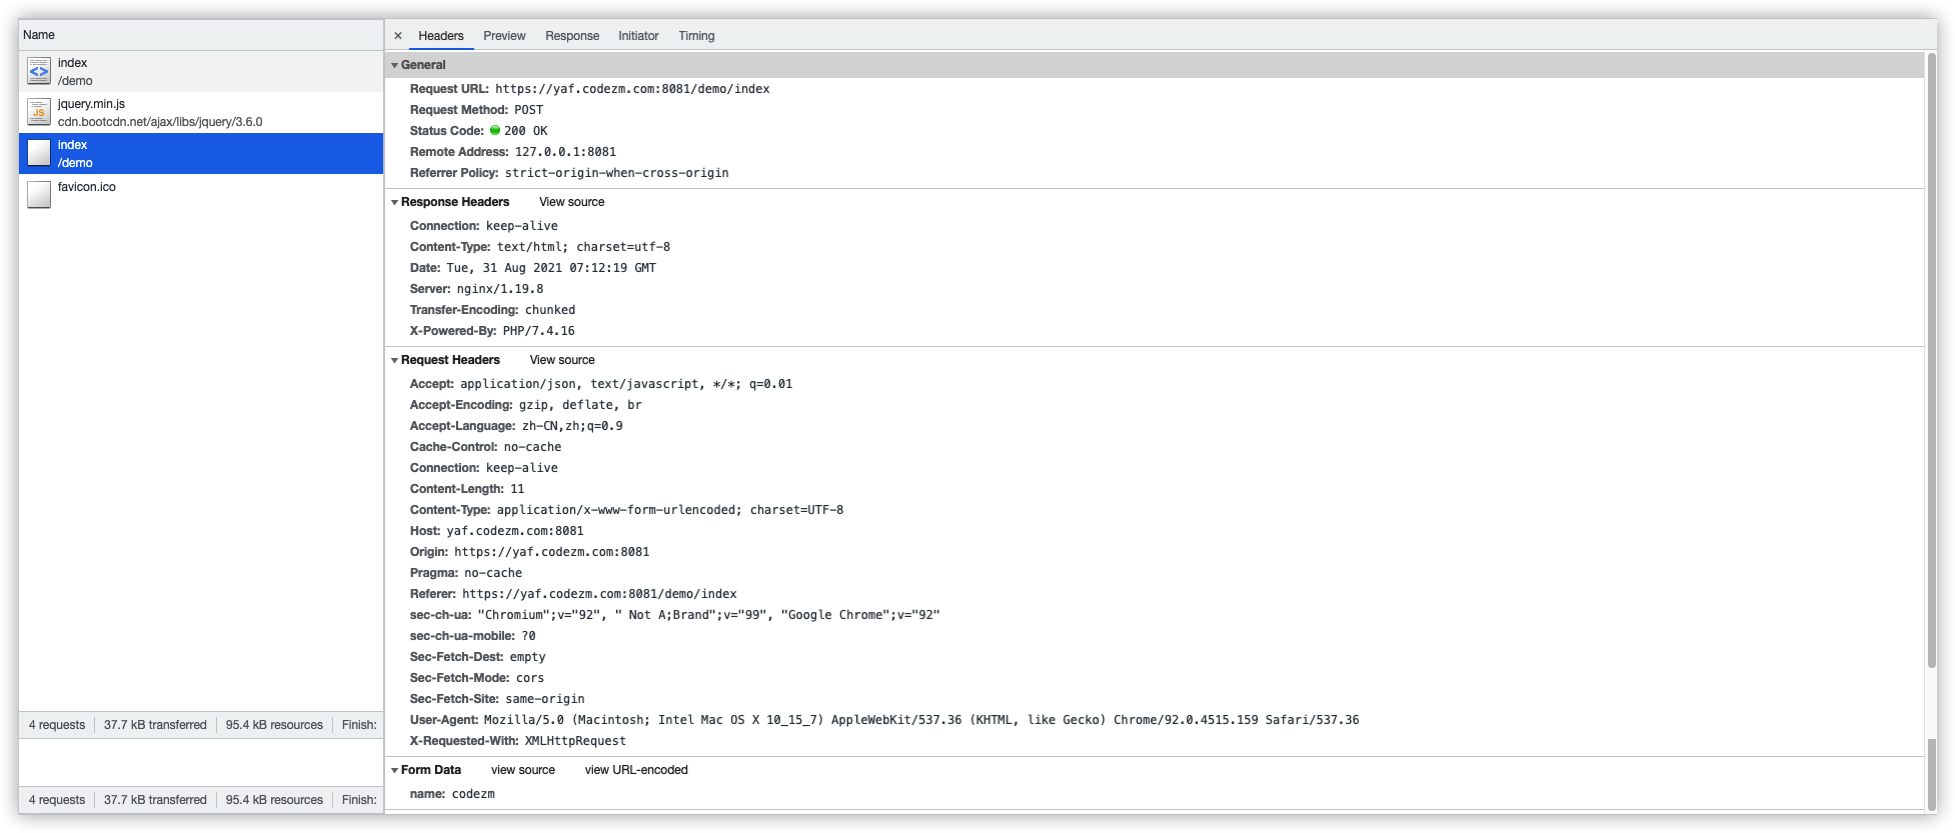 Name
index
/demo
jquery.min.js
cdn.bootcdn.net/ajax/libs/jquery/3.6.0
index
/demo
favicon.ico
4 requests 37.7 kB transferred 95.4 kB resources Finish:
4 requests 37.7 kB transferred 95.4 kB resources Finish:
× Headers Preview Response Initiator Timing
General
Request URL: https://yaf.codezm.com:8081/demo/index
Request Method: POST
Status Code: 200 OK
Remote Address: 127.0.0.1:8081
Referrer Policy: strict-origin-when-cross-origin
Response Headers View source
Connection: keep-alive
Content-Type: text/html; charset=utf-8
Date: Tue, 31 Aug 2021 07:12:19 GMT
Server: nginx/1.19.8
Transfer-Encoding: chunked
X-Powered-By: PHP/7.4.16
Request Headers View source
Accept: application/json, text/javascript, */*; q=0.01
Accept-Encoding: gzip, deflate, br
Accept-Language: zh-CN,zh;q=0.9
Cache-Control: no-cache
Connection: keep-alive
Content-Length: 11
Content-Type: application/x-www-form-urlencoded; charset=UTF-8
Host: yaf.codezm.com:8081
Origin: https://yaf.codezm.com:8081
Pragma: no-cache
Referer: https://yaf.codezm.com:8081/demo/index
sec-ch-ua: "Chromium";v="92", " Not A;Brand";v="99", "Google Chrome";v="92"
sec-ch-ua-mobile: ?0
Sec-Fetch-Dest: empty
Sec-Fetch-Mode: cors
Sec-Fetch-Site: same-origin
User-Agent: Mozilla/5.0 (Macintosh; Intel Mac OS X 10_15_7) AppleWebKit/537.36 (KHTML, like Gecko) Chrome/92.0.4515.159 Safari/537.36
X-Requested-With: XMLHttpRequest
Form Data view source view URL-encoded
name: codezm